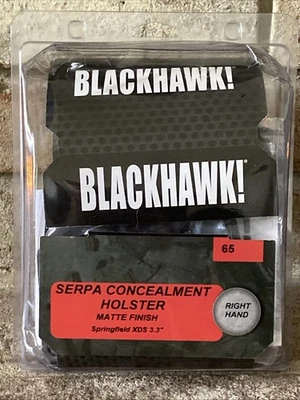 BLACKHAWK!
BLACKHAWK!®
65
SERPA CONCEALMENT
HOLSTER
MATTE FINISH
Springfield XDS 3.3"
RIGHT
HAND